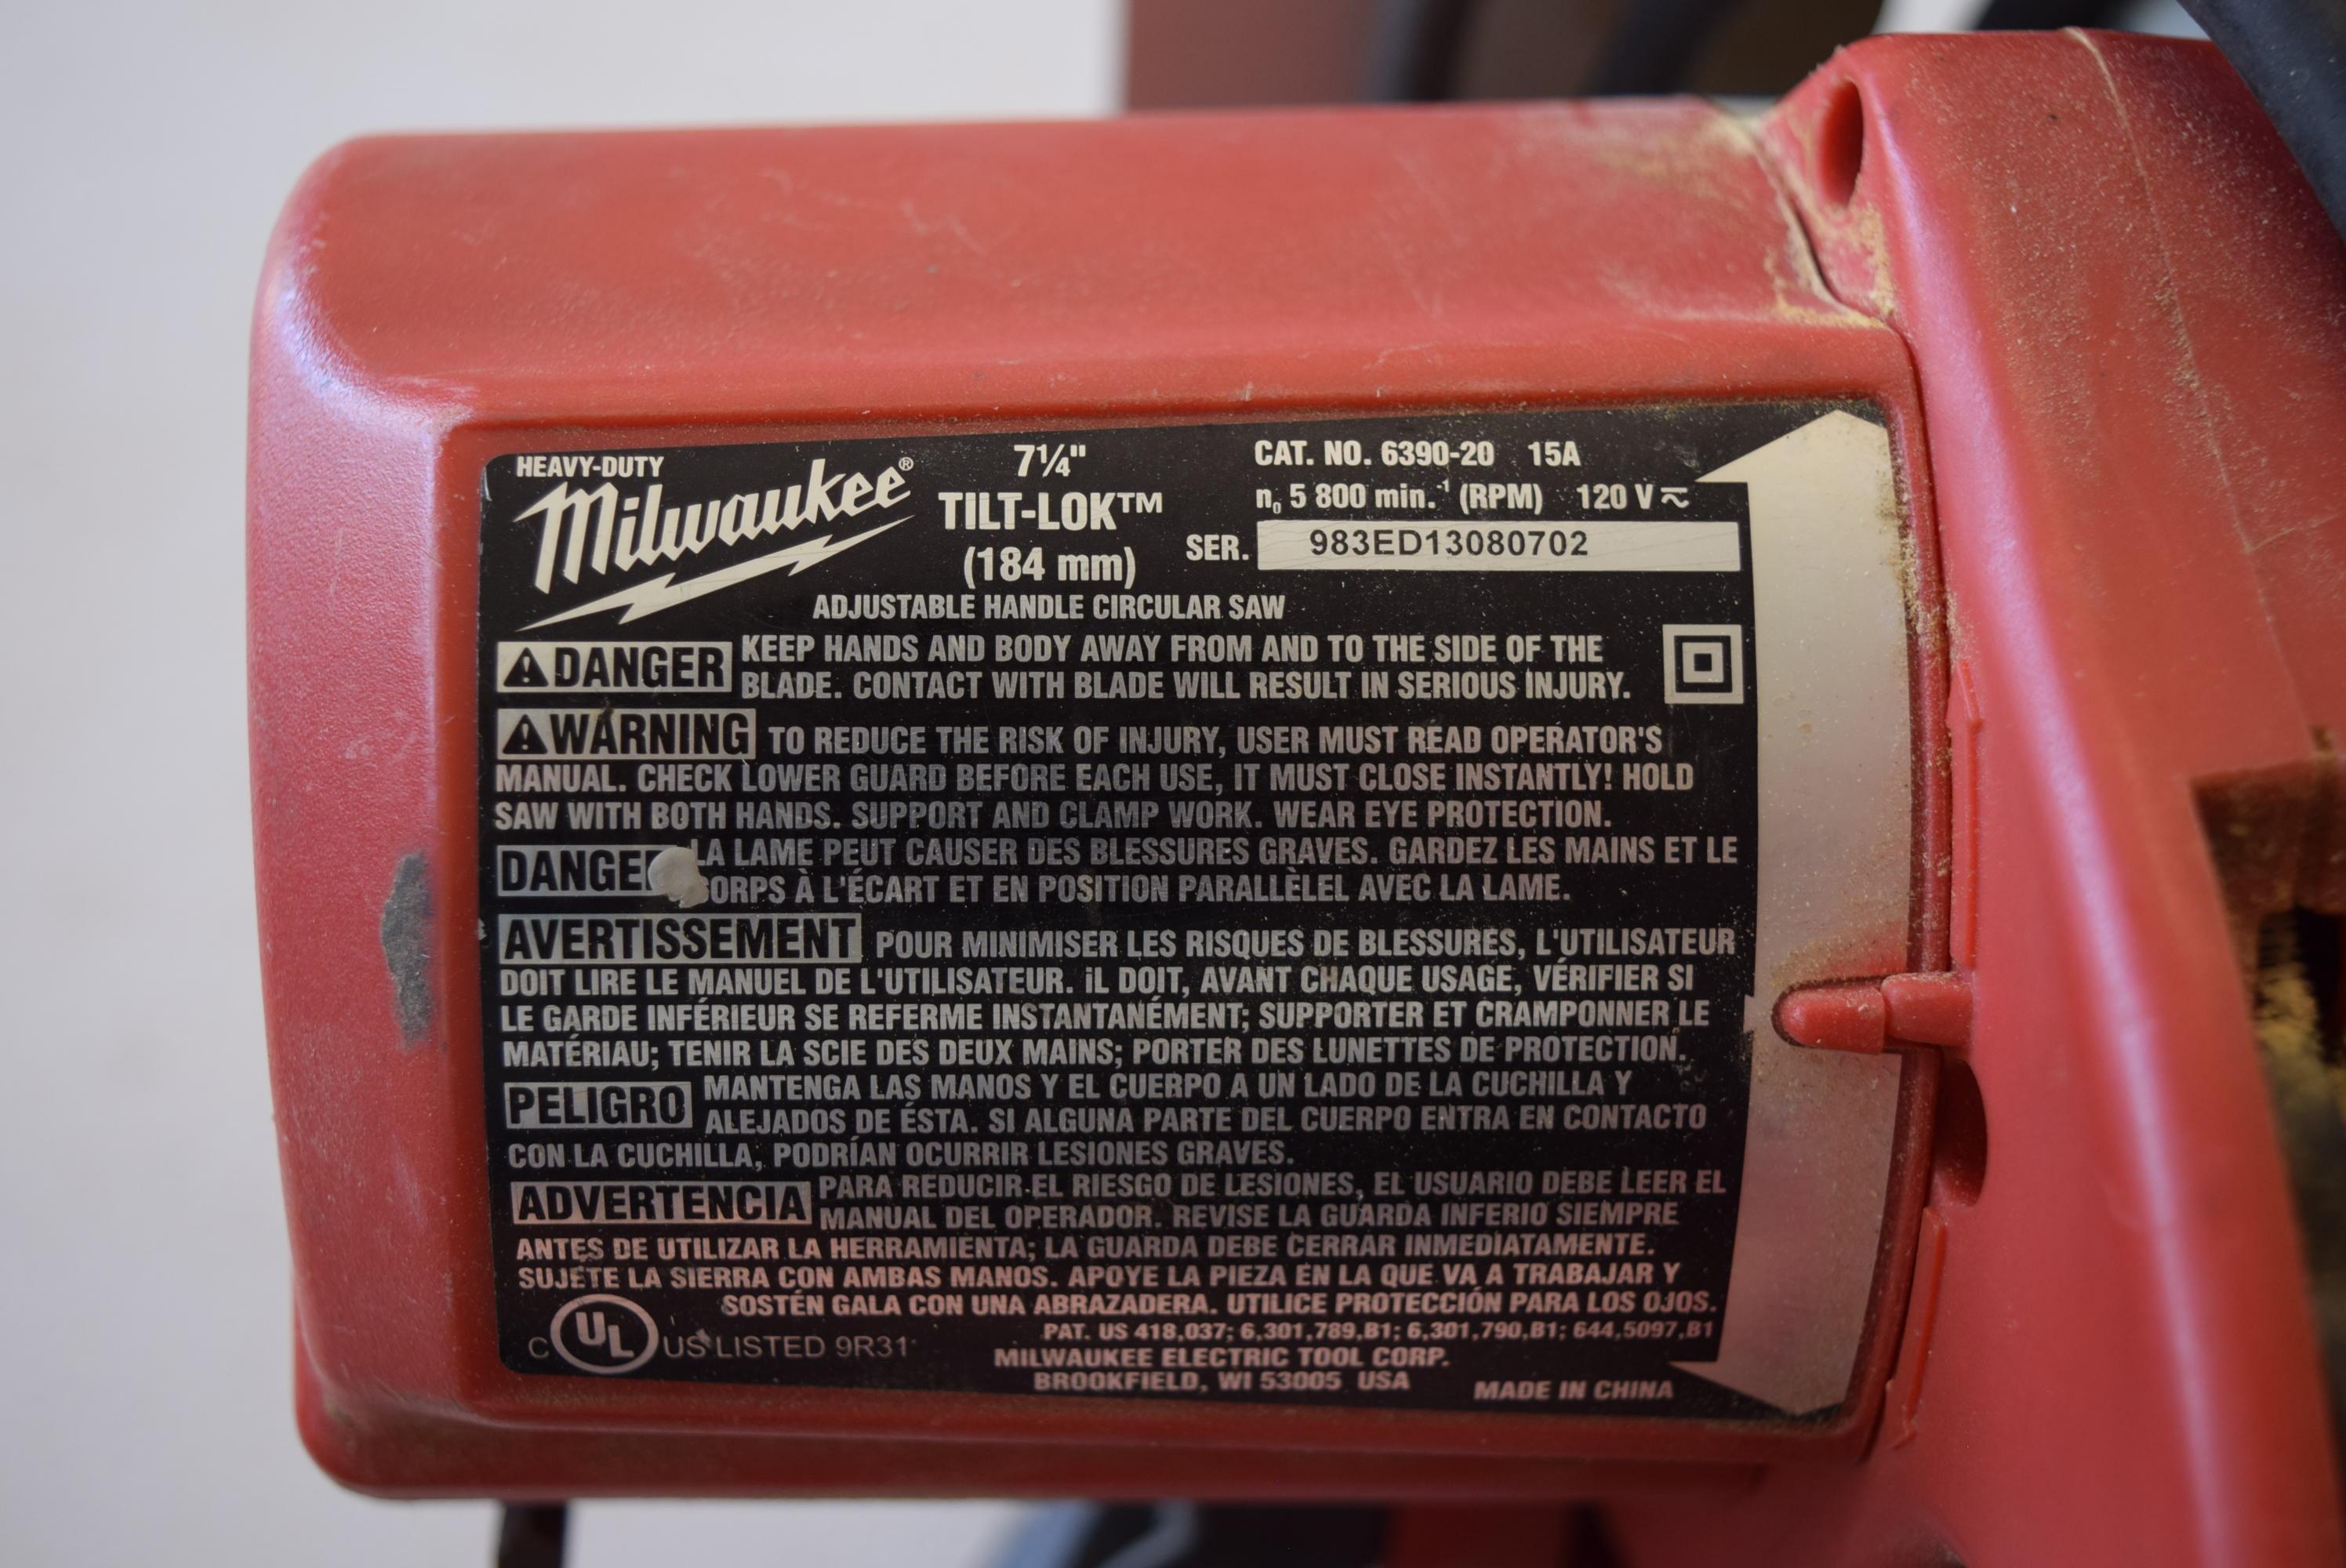 HEAVY-DUTY
Milwaukee®
7¼"
TILT-LOK™
(184 mm)
CAT. NO. 6390-20 15A
n₀ 5 800 min.⁻¹ (RPM) 120 V ⎓~
SER. 983ED13080702
ADJUSTABLE HANDLE CIRCULAR SAW
⚠DANGER KEEP HANDS AND BODY AWAY FROM AND TO THE SIDE OF THE
BLADE. CONTACT WITH BLADE WILL RESULT IN SERIOUS INJURY.
⚠WARNING TO REDUCE THE RISK OF INJURY, USER MUST READ OPERATOR'S
MANUAL. CHECK LOWER GUARD BEFORE EACH USE, IT MUST CLOSE INSTANTLY! HOLD
SAW WITH BOTH HANDS. SUPPORT AND CLAMP WORK. WEAR EYE PROTECTION.
DANGE LA LAME PEUT CAUSER DES BLESSURES GRAVES. GARDEZ LES MAINS ET LE
ORPS À L'ÉCART ET EN POSITION PARALLÈLEL AVEC LA LAME.
AVERTISSEMENT POUR MINIMISER LES RISQUES DE BLESSURES, L'UTILISATEUR
DOIT LIRE LE MANUEL DE L'UTILISATEUR. iL DOIT, AVANT CHAQUE USAGE, VÉRIFIER SI
LE GARDE INFÉRIEUR SE REFERME INSTANTANÉMENT; SUPPORTER ET CRAMPONNER LE
MATÉRIAU; TENIR LA SCIE DES DEUX MAINS; PORTER DES LUNETTES DE PROTECTION.
PELIGRO MANTENGA LAS MANOS Y EL CUERPO A UN LADO DE LA CUCHILLA Y
ALEJADOS DE ÉSTA. SI ALGUNA PARTE DEL CUERPO ENTRA EN CONTACTO
CON LA CUCHILLA, PODRÍAN OCURRIR LESIONES GRAVES.
ADVERTENCIA PARA REDUCIR EL RIESGO DE LESIONES, EL USUARIO DEBE LEER EL
MANUAL DEL OPERADOR. REVISE LA GUARDA INFERIO SIEMPRE
ANTES DE UTILIZAR LA HERRAMIENTA; LA GUARDA DEBE CERRAR INMEDIATAMENTE.
SUJETE LA SIERRA CON AMBAS MANOS. APOYE LA PIEZA EN LA QUE VA A TRABAJAR Y
SOSTÉN GALA CON UNA ABRAZADERA. UTILICE PROTECCIÓN PARA LOS OJOS.
PAT. US 418,037; 6,301,789,B1; 6,301,790,B1; 644,5097,B1
C UL US LISTED 9R31
MILWAUKEE ELECTRIC TOOL CORP.
BROOKFIELD, WI 53005 USA
MADE IN CHINA